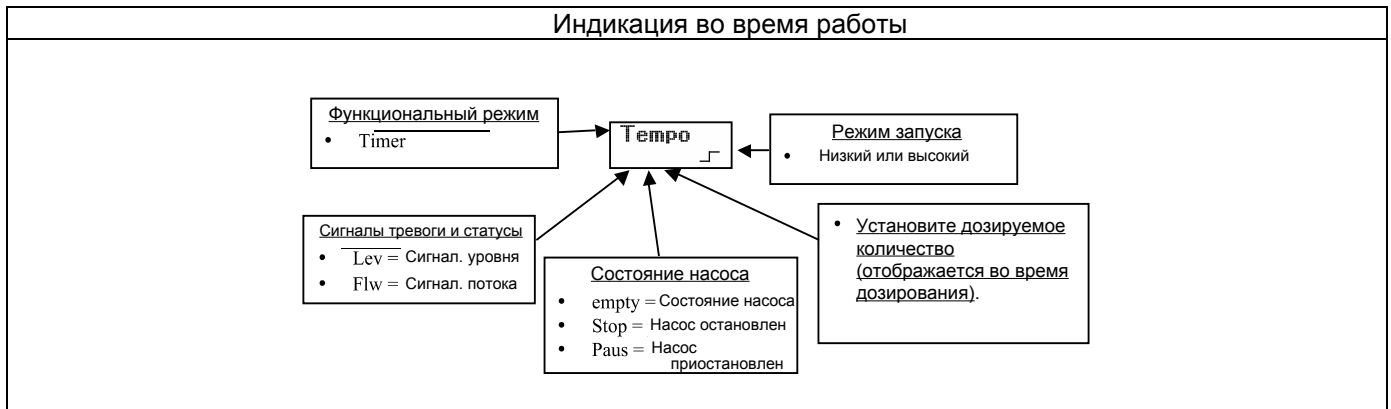 Индикация во время работы
Функциональный режим
• Timer
Tempo
Режим запуска
• Низкий или высокий
Сигналы тревоги и статусы
• Lev = Сигнал. уровня
• Flw = Сигнал. потока
Состояние насоса
• empty = Состояние насоса
• Stop = Насос остановлен
• Paus = Насос
приостановлен
• Установите дозируемое
количество
(отображается во время
дозирования).